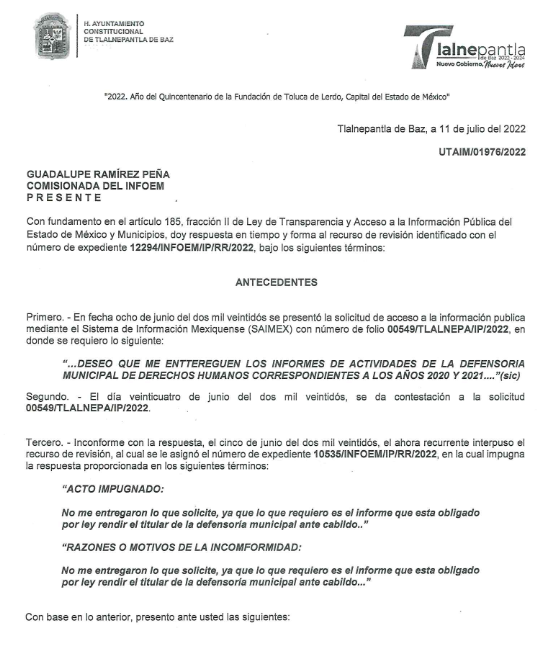 H. AYUNTAMIENTO
CONSTITUCIONAL
DE TLALNEPANTLA DE BAZ
Tlalnepantla
de Baz 2022 - 2024
Nuevo Gobierno, Nuevas Ideas
"2022. Año del Quincentenario de la Fundación de Toluca de Lerdo, Capital del Estado de México"
Tlalnepantla de Baz, a 11 de julio del 2022
UTAIM/01976/2022
GUADALUPE RAMÍREZ PEÑA
COMISIONADA DEL INFOEM
P R E S E N T E
Con fundamento en el artículo 185, fracción II de Ley de Transparencia y Acceso a la Información Pública del
Estado de México y Municipios, doy respuesta en tiempo y forma al recurso de revisión identificado con el
número de expediente 12294/INFOEM/IP/RR/2022, bajo los siguientes términos:
ANTECEDENTES
Primero. - En fecha ocho de junio del dos mil veintidós se presentó la solicitud de acceso a la información publica
mediante el Sistema de Información Mexiquense (SAIMEX) con número de folio 00549/TLALNEPA/IP/2022, en
donde se requiro lo siguiente:
"...DESEO QUE ME ENTTEREGUEN LOS INFORMES DE ACTIVIDADES DE LA DEFENSORIA
MUNICIPAL DE DERECHOS HUMANOS CORRESPONDIENTES A LOS AÑOS 2020 Y 2021...."(sic)
Segundo. - El día veinticuatro de junio del dos mil veintidós, se da contestación a la solicitud
00549/TLALNEPA/IP/2022.
Tercero. - Inconforme con la respuesta, el cinco de junio del dos mil veintidós, el ahora recurrente interpuso el
recurso de revisión, al cual se le asignó el número de expediente 10535/INFOEM/IP/RR/2022, en la cual impugna
la respuesta proporcionada en los siguientes términos:
"ACTO IMPUGNADO:
No me entregaron lo que solicite, ya que lo que requiero es el informe que esta obligado
por ley rendir el titular de la defensoría municipal ante cabildo.."
"RAZONES O MOTIVOS DE LA INCOMFORMIDAD:
No me entregaron lo que solicite, ya que lo que requiero es el informe que esta obligado
por ley rendir el titular de la defensoría municipal ante cabildo..."
Con base en lo anterior, presento ante usted las siguientes: